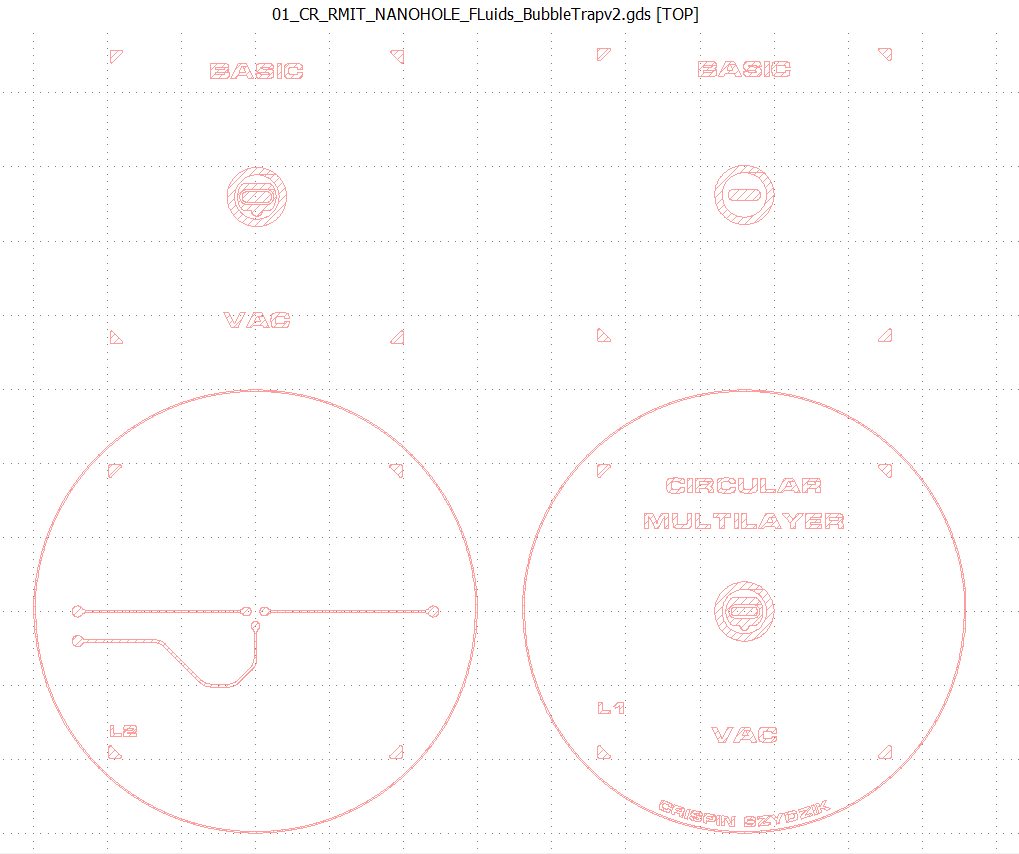 01_CR_RMIT_NANOHOLE_FLuids_BubbleTrapv2.gds [TOP]
BASIC
BASIC
VAC
CIRCULAR
MULTILAYER
L2
L1
VAC
CRISPIN SZYDZIK